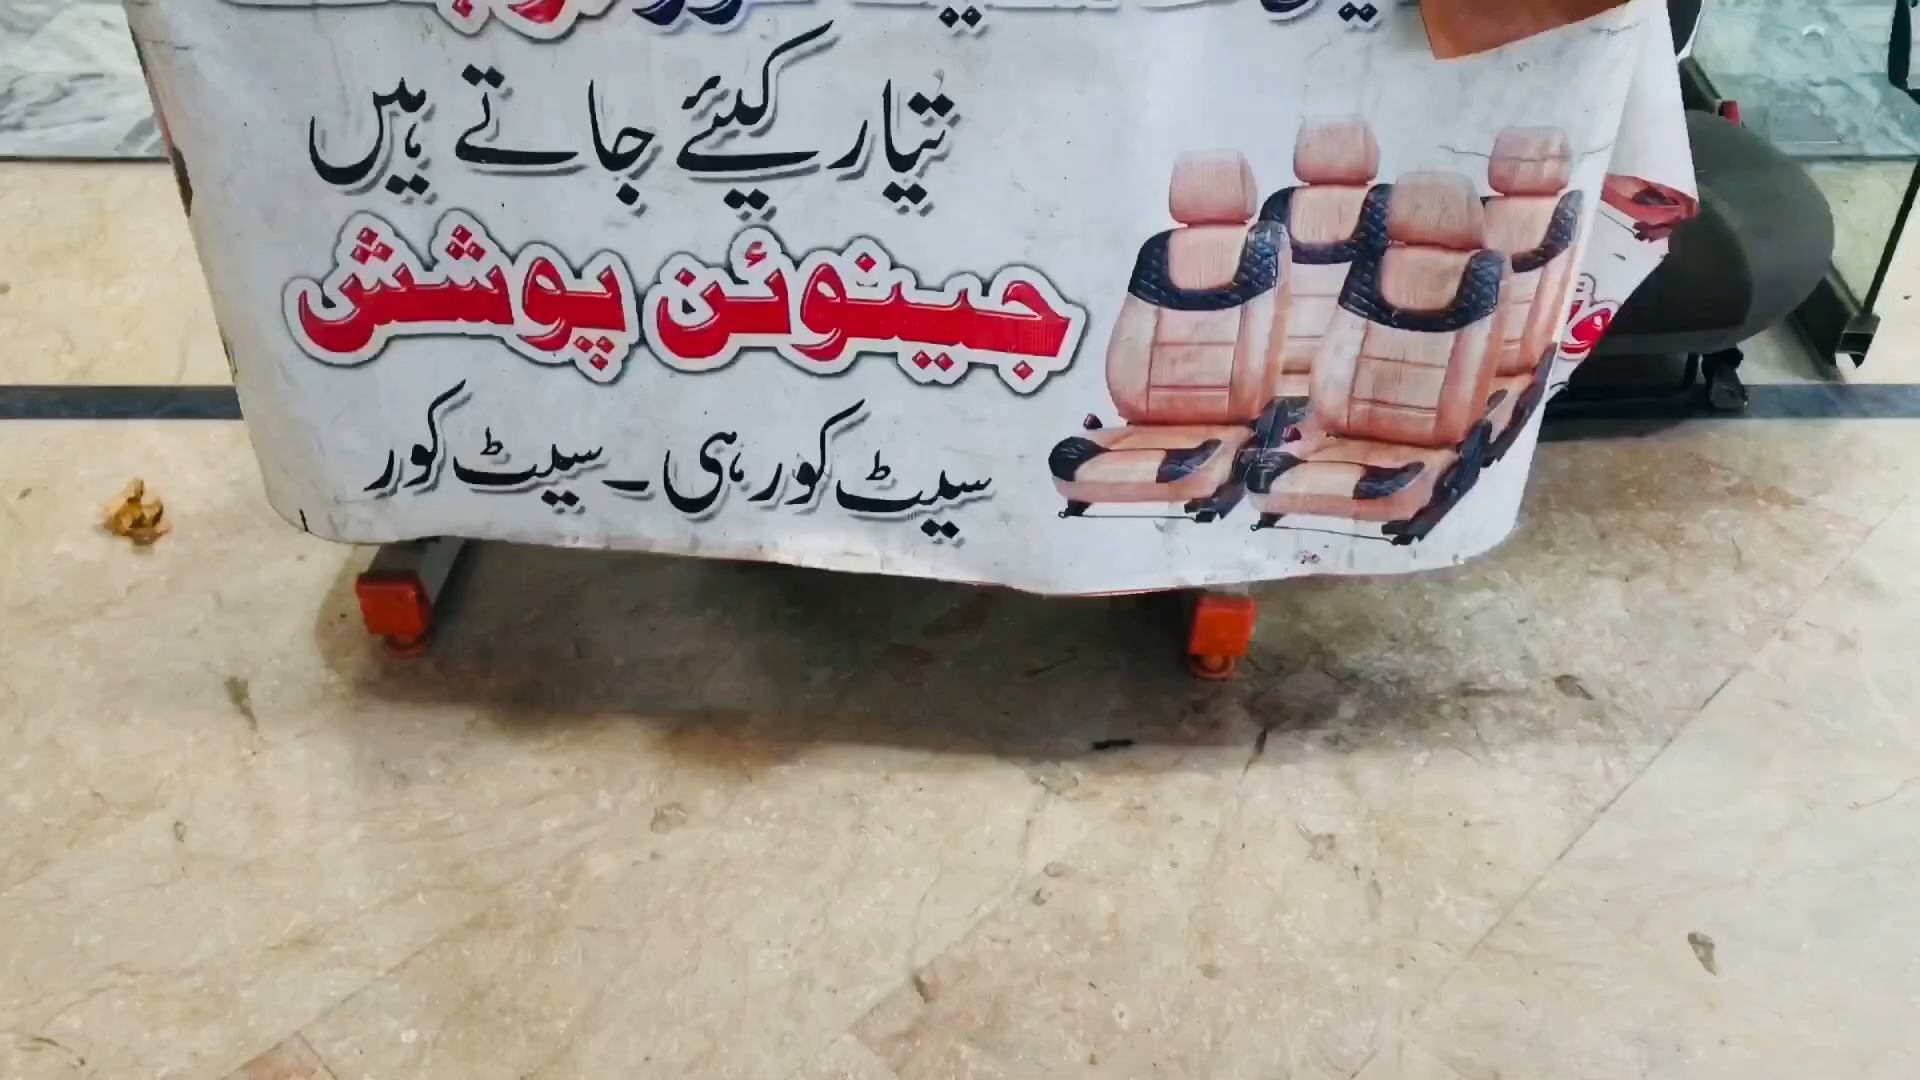 تیار کیئے جاتے ہیں
جینوئن پوشش
سیٹ کور ہی ۔ سیٹ کور